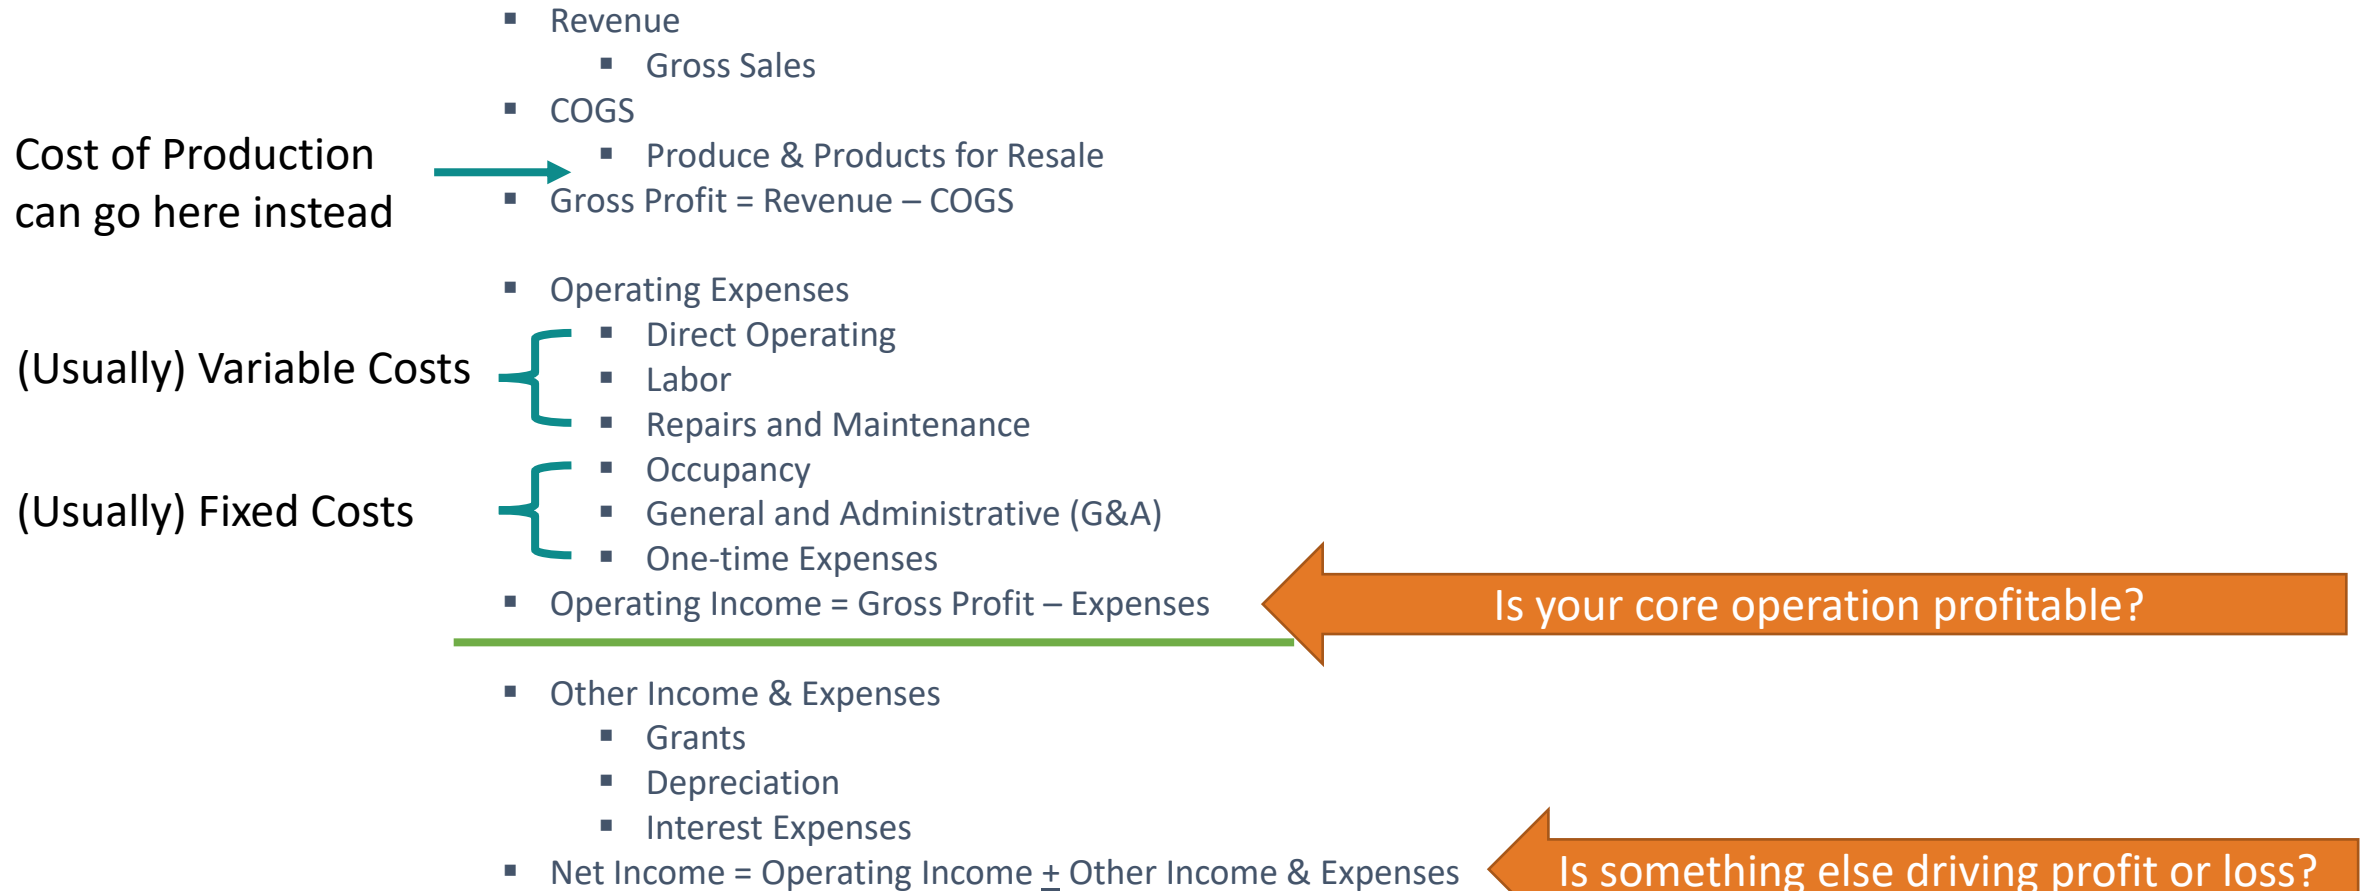 Revenue
Gross Sales
COGS
Produce & Products for Resale
Gross Profit = Revenue – COGS
Cost of Production
can go here instead
Operating Expenses
Direct Operating
Labor
Repairs and Maintenance
(Usually) Variable Costs
Occupancy
General and Administrative (G&A)
One-time Expenses
(Usually) Fixed Costs
Operating Income = Gross Profit – Expenses
Is your core operation profitable?
Other Income & Expenses
Grants
Depreciation
Interest Expenses
Net Income = Operating Income + Other Income & Expenses
Is something else driving profit or loss?